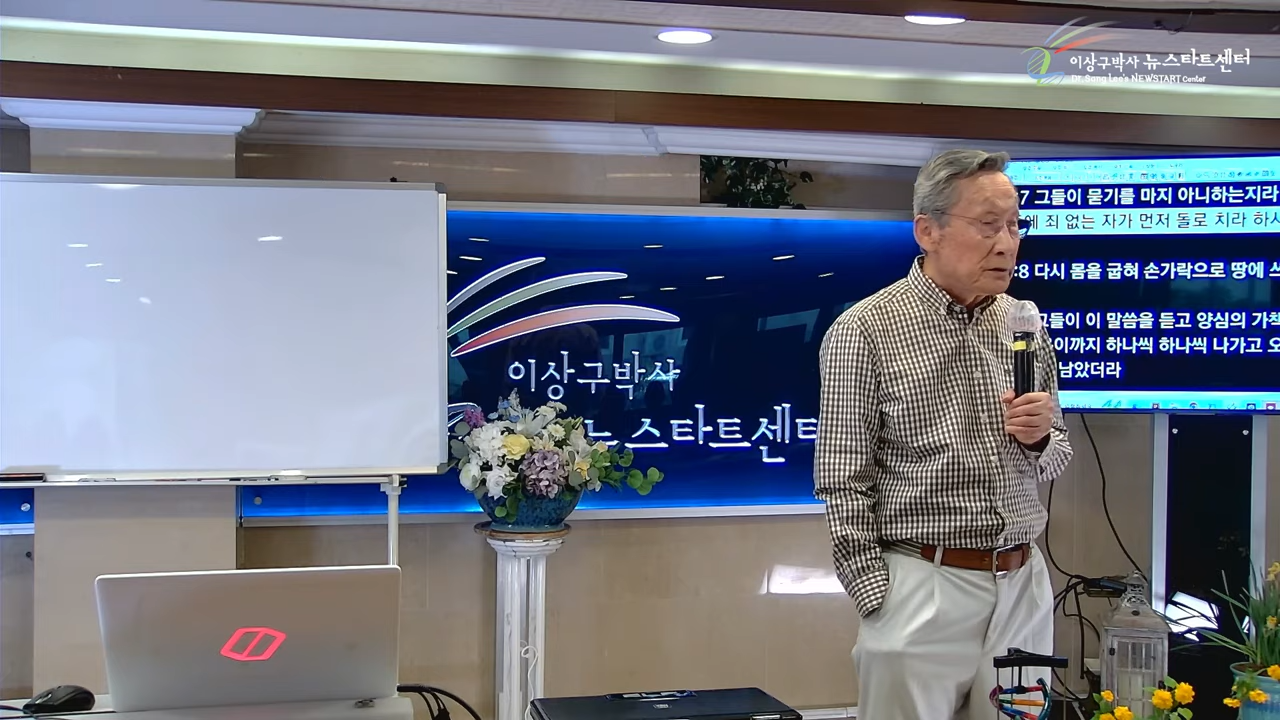 이상구박사 뉴스타트센터
Dr. Sang Lee's NEWSTART Center
7 그들이 묻기를 마지 아니하는지라
에 죄 없는 자가 먼저 돌로 치라 하시
:8 다시 몸을 굽혀 손가락으로 땅에 쓰
그들이 이 말씀을 듣고 양심의 가책
이까지 하나씩 하나씩 나가고 오
남았더라
이상구박사
뉴스타트센터